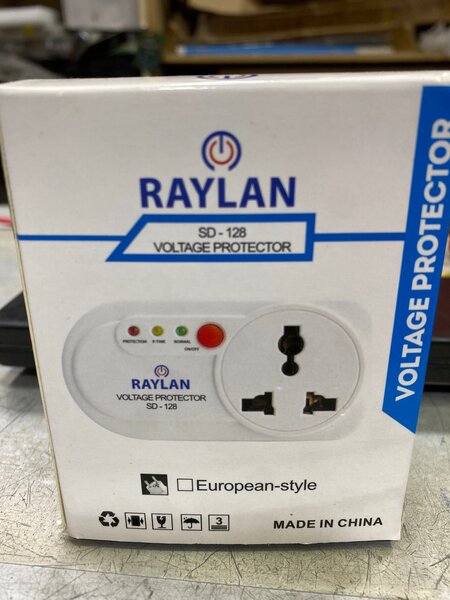 RAYLAN
SD - 128
VOLTAGE PROTECTOR
VOLTAGE PROTECTOR
PROTECTION P-TIME NORMAL
ON/OFF
RAYLAN
VOLTAGE PROTECTOR
SD - 128
European-style
3
MADE IN CHINA